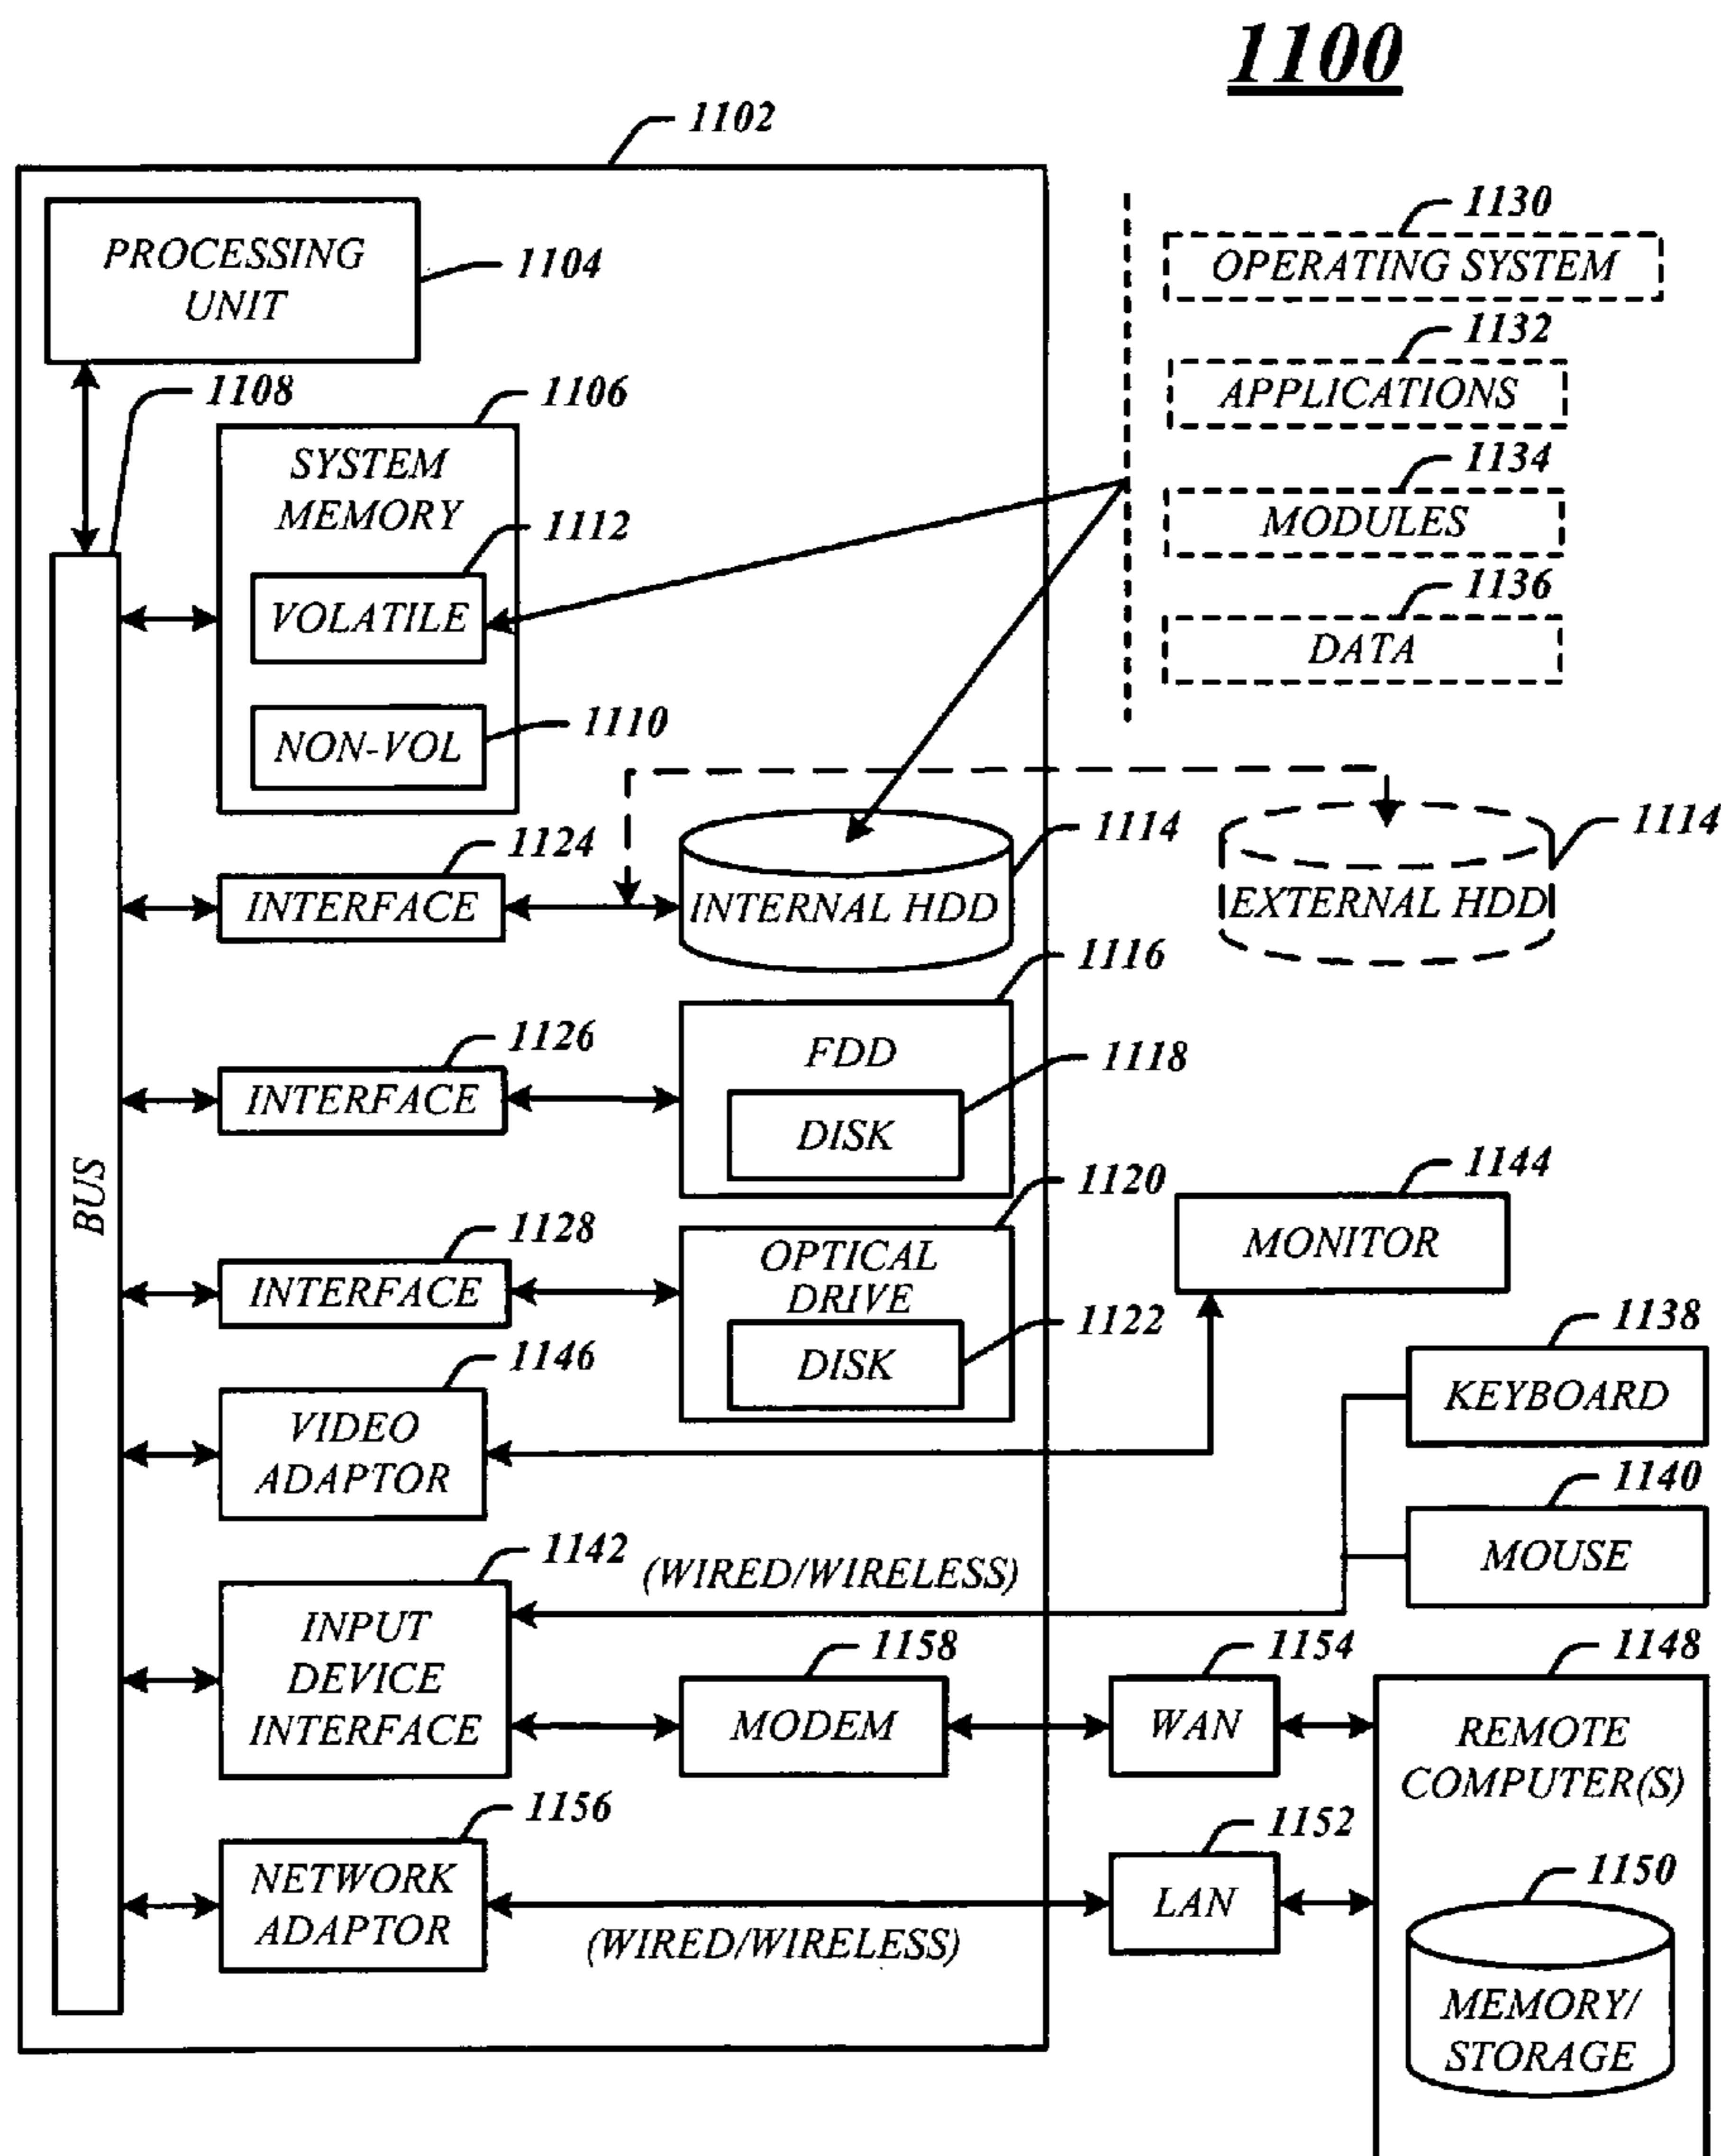 1100
1102
PROCESSING
UNIT
1104
1108
1106
SYSTEM
MEMORY
1112
VOLATILE
1110
NON-VOL
1130
OPERATING SYSTEM
1132
APPLICATIONS
1134
MODULES
1136
DATA
BUS
1124
INTERFACE
1114
INTERNAL HDD
1114
EXTERNAL HDD
1126
INTERFACE
1116
FDD
1118
DISK
1128
INTERFACE
1120
OPTICAL
DRIVE
1122
DISK
1144
MONITOR
1146
VIDEO
ADAPTOR
1138
KEYBOARD
1140
MOUSE
1142
INPUT
DEVICE
INTERFACE
(WIRED/WIRELESS)
1158
MODEM
1154
WAN
1148
REMOTE
COMPUTER(S)
1156
NETWORK
ADAPTOR
(WIRED/WIRELESS)
1152
LAN
1150
MEMORY/
STORAGE